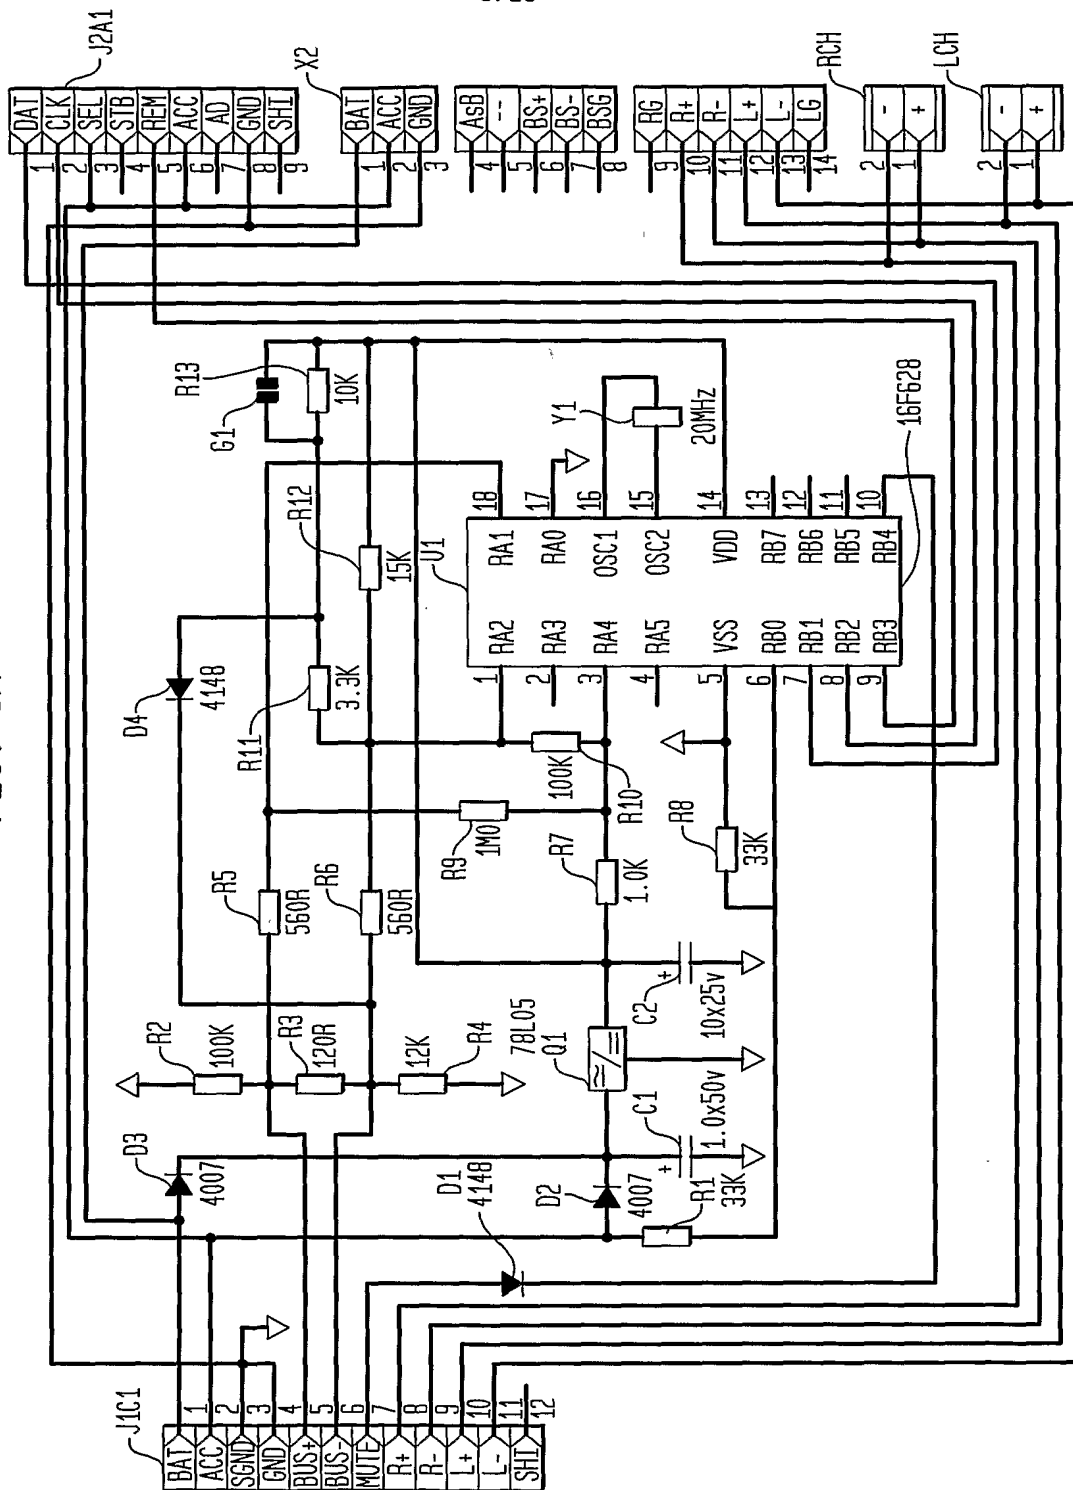 J2A1
DAT
CLK
SEL
STB
REM
ACC
AD
GND
SHI
1
2
3
4
5
6
7
8
9
X2
BAT
ACC
GND
1
2
3
AsB
--
BS+
BS-
BSG
4
5
6
7
8
RG
R+
R-
L+
L-
LG
9
10
11
12
13
14
RCH
-
+
2
1
LCH
-
+
2
1
G1
R13
10K
R12
15K
D4
4148
R11
3.3K
R5
560R
R6
560R
R9
1M0
100K
R10
R7
1.0K
R8
33K
U1
RA2
RA3
RA4
RA5
VSS
RB0
RB1
RB2
RB3
1
2
3
4
5
6
7
8
9
RA1
RA0
OSC1
OSC2
VDD
RB7
RB6
RB5
RB4
18
17
16
15
14
13
12
11
10
Y1
20MHz
16F628
R2
100K
R3
120R
12K
R4
78L05
Q1
C2
+
10x25v
C1
+
1.0x50v
D3
4007
D1
4148
D2
4007
R1
33K
J1C1
BAT
ACC
SGND
GND
BUS+
BUS-
MUTE
R+
R-
L+
L-
SHI
1
2
3
4
5
6
7
8
9
10
11
12